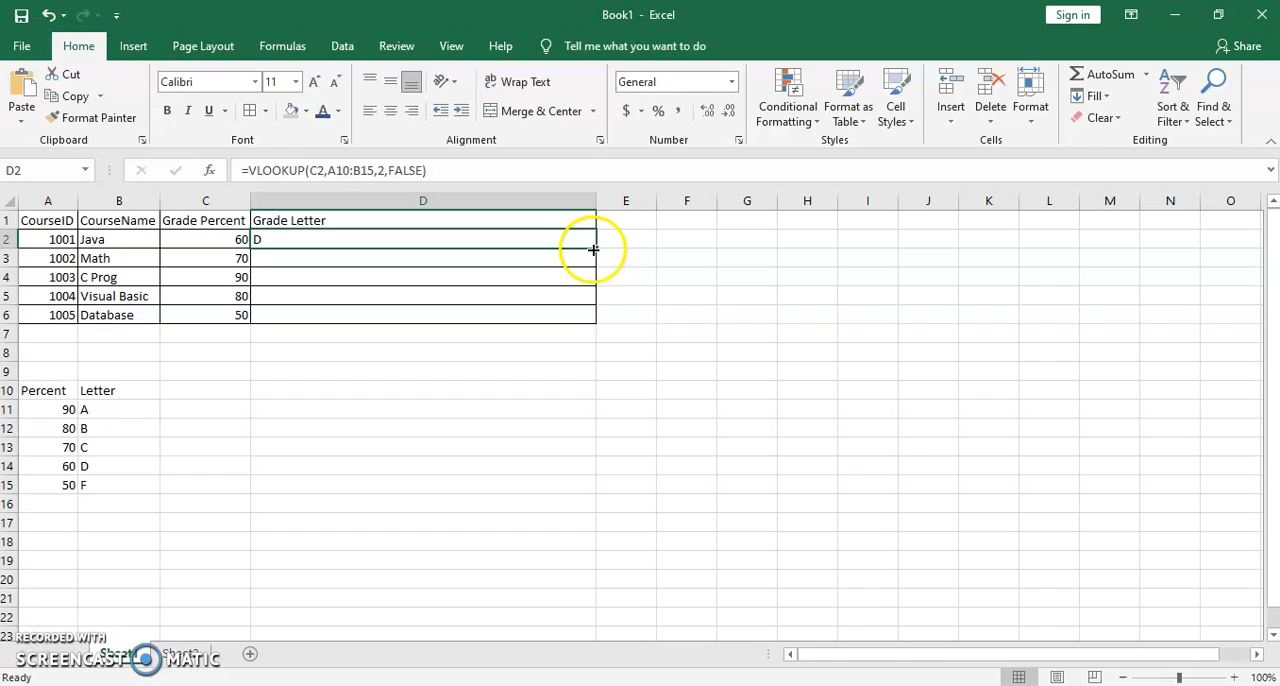 Book1 - Excel
Sign in
File Home Insert Page Layout Formulas Data Review View Help Tell me what you want to do Share
Paste
Cut
Copy
Format Painter
Clipboard
Calibri 11
B I U
Font
Wrap Text
Merge & Center
Alignment
General
$ % ,
Number
Conditional Formatting
Format as Table
Cell Styles
Styles
Insert
Delete
Format
Cells
AutoSum
Fill
Clear
Sort & Filter
Find & Select
Editing
D2 fx =VLOOKUP(C2,A10:B15,2,FALSE)
A B C D E F G H I J K L M N O
1 CourseID CourseName Grade Percent Grade Letter
2 1001 Java 60 D
3 1002 Math 70
4 1003 C Prog 90
5 1004 Visual Basic 80
6 1005 Database 50
7
8
9
10 Percent Letter
11 90 A
12 80 B
13 70 C
14 60 D
15 50 F
16
17
18
19
20
21
22
23
RECORDED WITH
SCREENCAST MATIC
Ready
100%